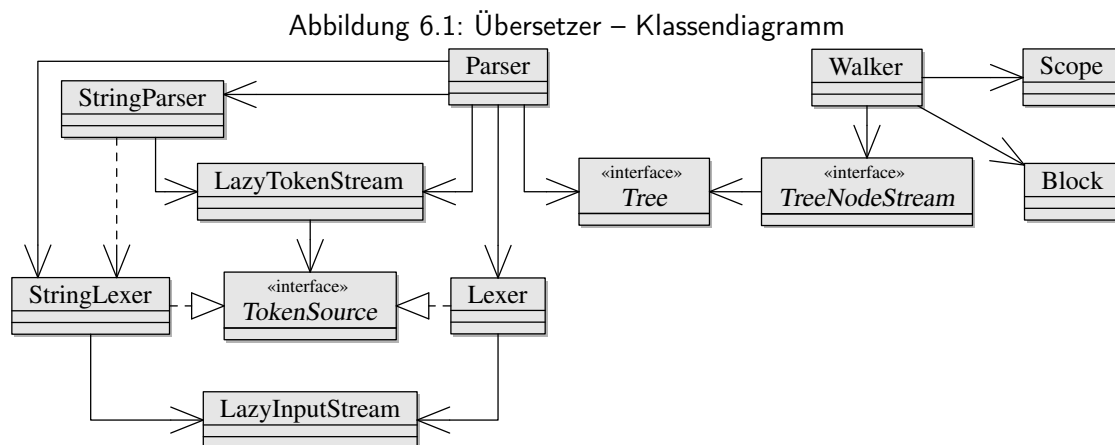 Abbildung 6.1: Übersetzer – Klassendiagramm
Parser
Walker
Scope
StringParser
LazyTokenStream
«interface»
Tree
«interface»
TreeNodeStream
Block
StringLexer
«interface»
TokenSource
Lexer
LazyInputStream